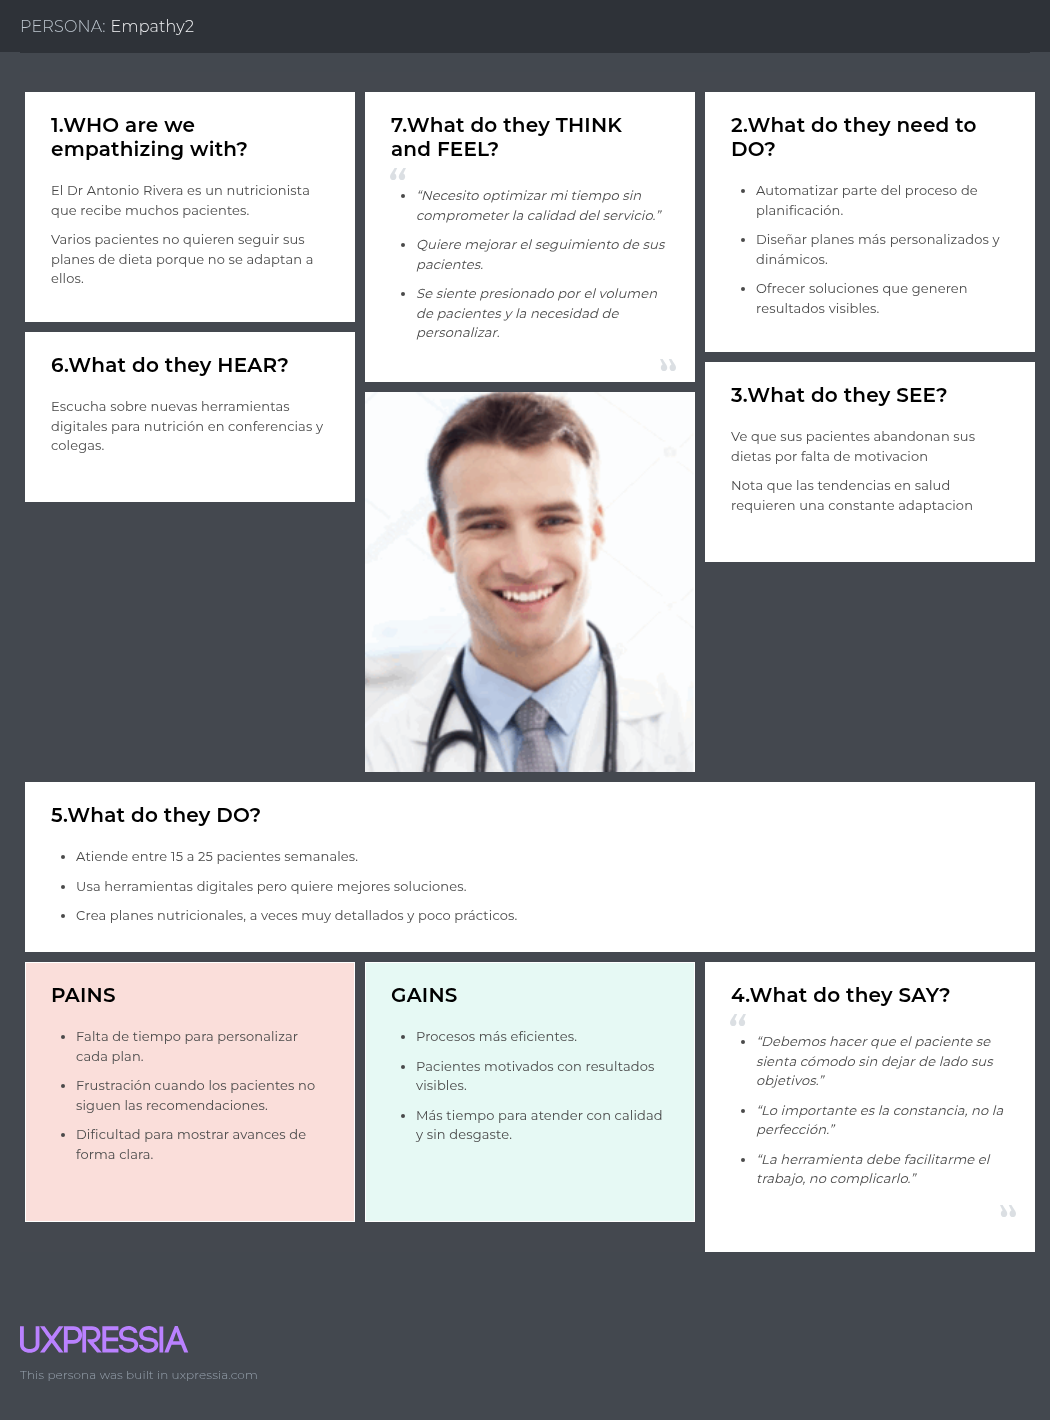 PERSONA: Empathy2
1.WHO are we
empathizing with?
El Dr Antonio Rivera es un nutricionista
que recibe muchos pacientes.
Varios pacientes no quieren seguir sus
planes de dieta porque no se adaptan a
ellos.
6.What do they HEAR?
Escucha sobre nuevas herramientas
digitales para nutrición en conferencias y
colegas.
7.What do they THINK
and FEEL?
“
• “Necesito optimizar mi tiempo sin
comprometer la calidad del servicio.”
• Quiere mejorar el seguimiento de sus
pacientes.
• Se siente presionado por el volumen
de pacientes y la necesidad de
personalizar.
”
2.What do they need to
DO?
• Automatizar parte del proceso de
planificación.
• Diseñar planes más personalizados y
dinámicos.
• Ofrecer soluciones que generen
resultados visibles.
3.What do they SEE?
Ve que sus pacientes abandonan sus
dietas por falta de motivacion
Nota que las tendencias en salud
requieren una constante adaptacion
5.What do they DO?
• Atiende entre 15 a 25 pacientes semanales.
• Usa herramientas digitales pero quiere mejores soluciones.
• Crea planes nutricionales, a veces muy detallados y poco prácticos.
PAINS
• Falta de tiempo para personalizar
cada plan.
• Frustración cuando los pacientes no
siguen las recomendaciones.
• Dificultad para mostrar avances de
forma clara.
GAINS
• Procesos más eficientes.
• Pacientes motivados con resultados
visibles.
• Más tiempo para atender con calidad
y sin desgaste.
4.What do they SAY?
“
• “Debemos hacer que el paciente se
sienta cómodo sin dejar de lado sus
objetivos.”
• “Lo importante es la constancia, no la
perfección.”
• “La herramienta debe facilitarme el
trabajo, no complicarlo.”
”
UXPRESSIA
This persona was built in uxpressia.com